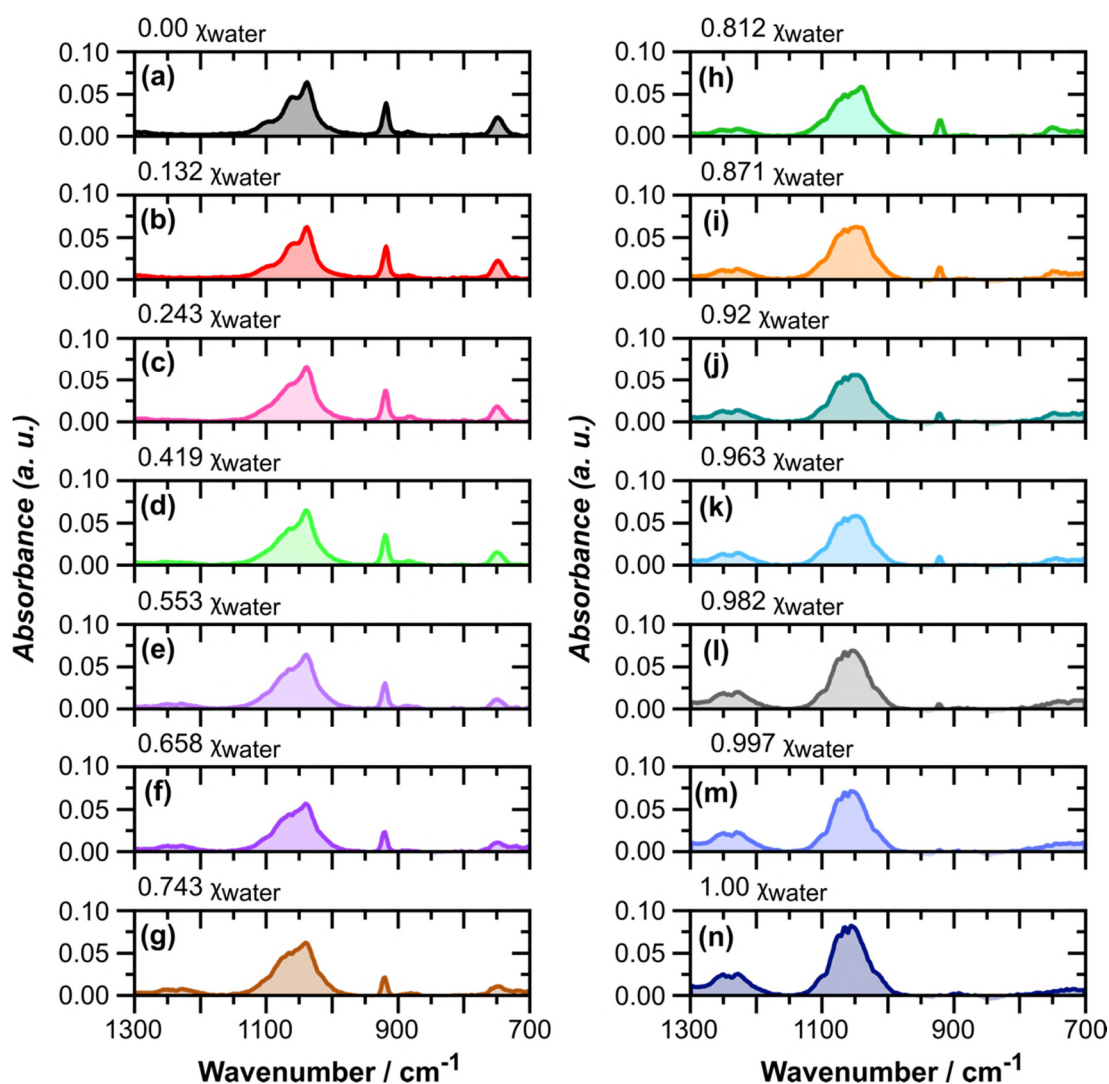 0.00 χwater
0.10
0.05
0.00
(a)
0.132 χwater
0.10
0.05
0.00
(b)
0.243 χwater
0.10
0.05
0.00
(c)
0.419 χwater
0.10
0.05
0.00
(d)
0.553 χwater
0.10
0.05
0.00
(e)
0.658 χwater
0.10
0.05
0.00
(f)
0.743 χwater
0.10
0.05
0.00
(g)
1300 1100 900 700
Wavenumber / cm⁻¹
Absorbance (a. u.)
0.812 χwater
0.10
0.05
0.00
(h)
0.871 χwater
0.10
0.05
0.00
(i)
0.92 χwater
0.10
0.05
0.00
(j)
0.963 χwater
0.10
0.05
0.00
(k)
0.982 χwater
0.10
0.05
0.00
(l)
0.997 χwater
0.10
0.05
0.00
(m)
1.00 χwater
0.10
0.05
0.00
(n)
1300 1100 900 700
Wavenumber / cm⁻¹
Absorbance (a. u.)